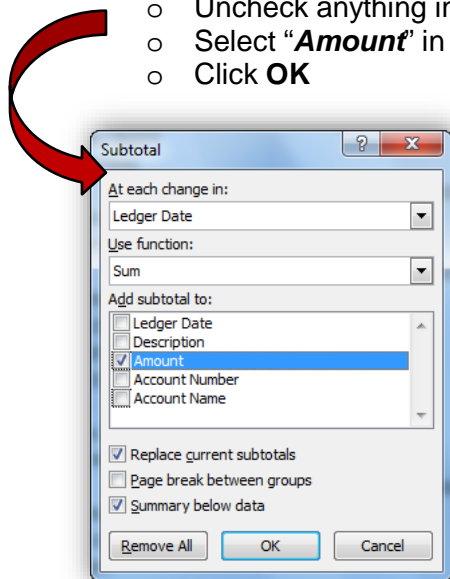 o Uncheck anything in
o Select “Amount” in
o Click OK
Subtotal
At each change in:
Ledger Date
Use function:
Sum
Add subtotal to:
Ledger Date
Description
Amount
Account Number
Account Name
Replace current subtotals
Page break between groups
Summary below data
Remove All OK Cancel